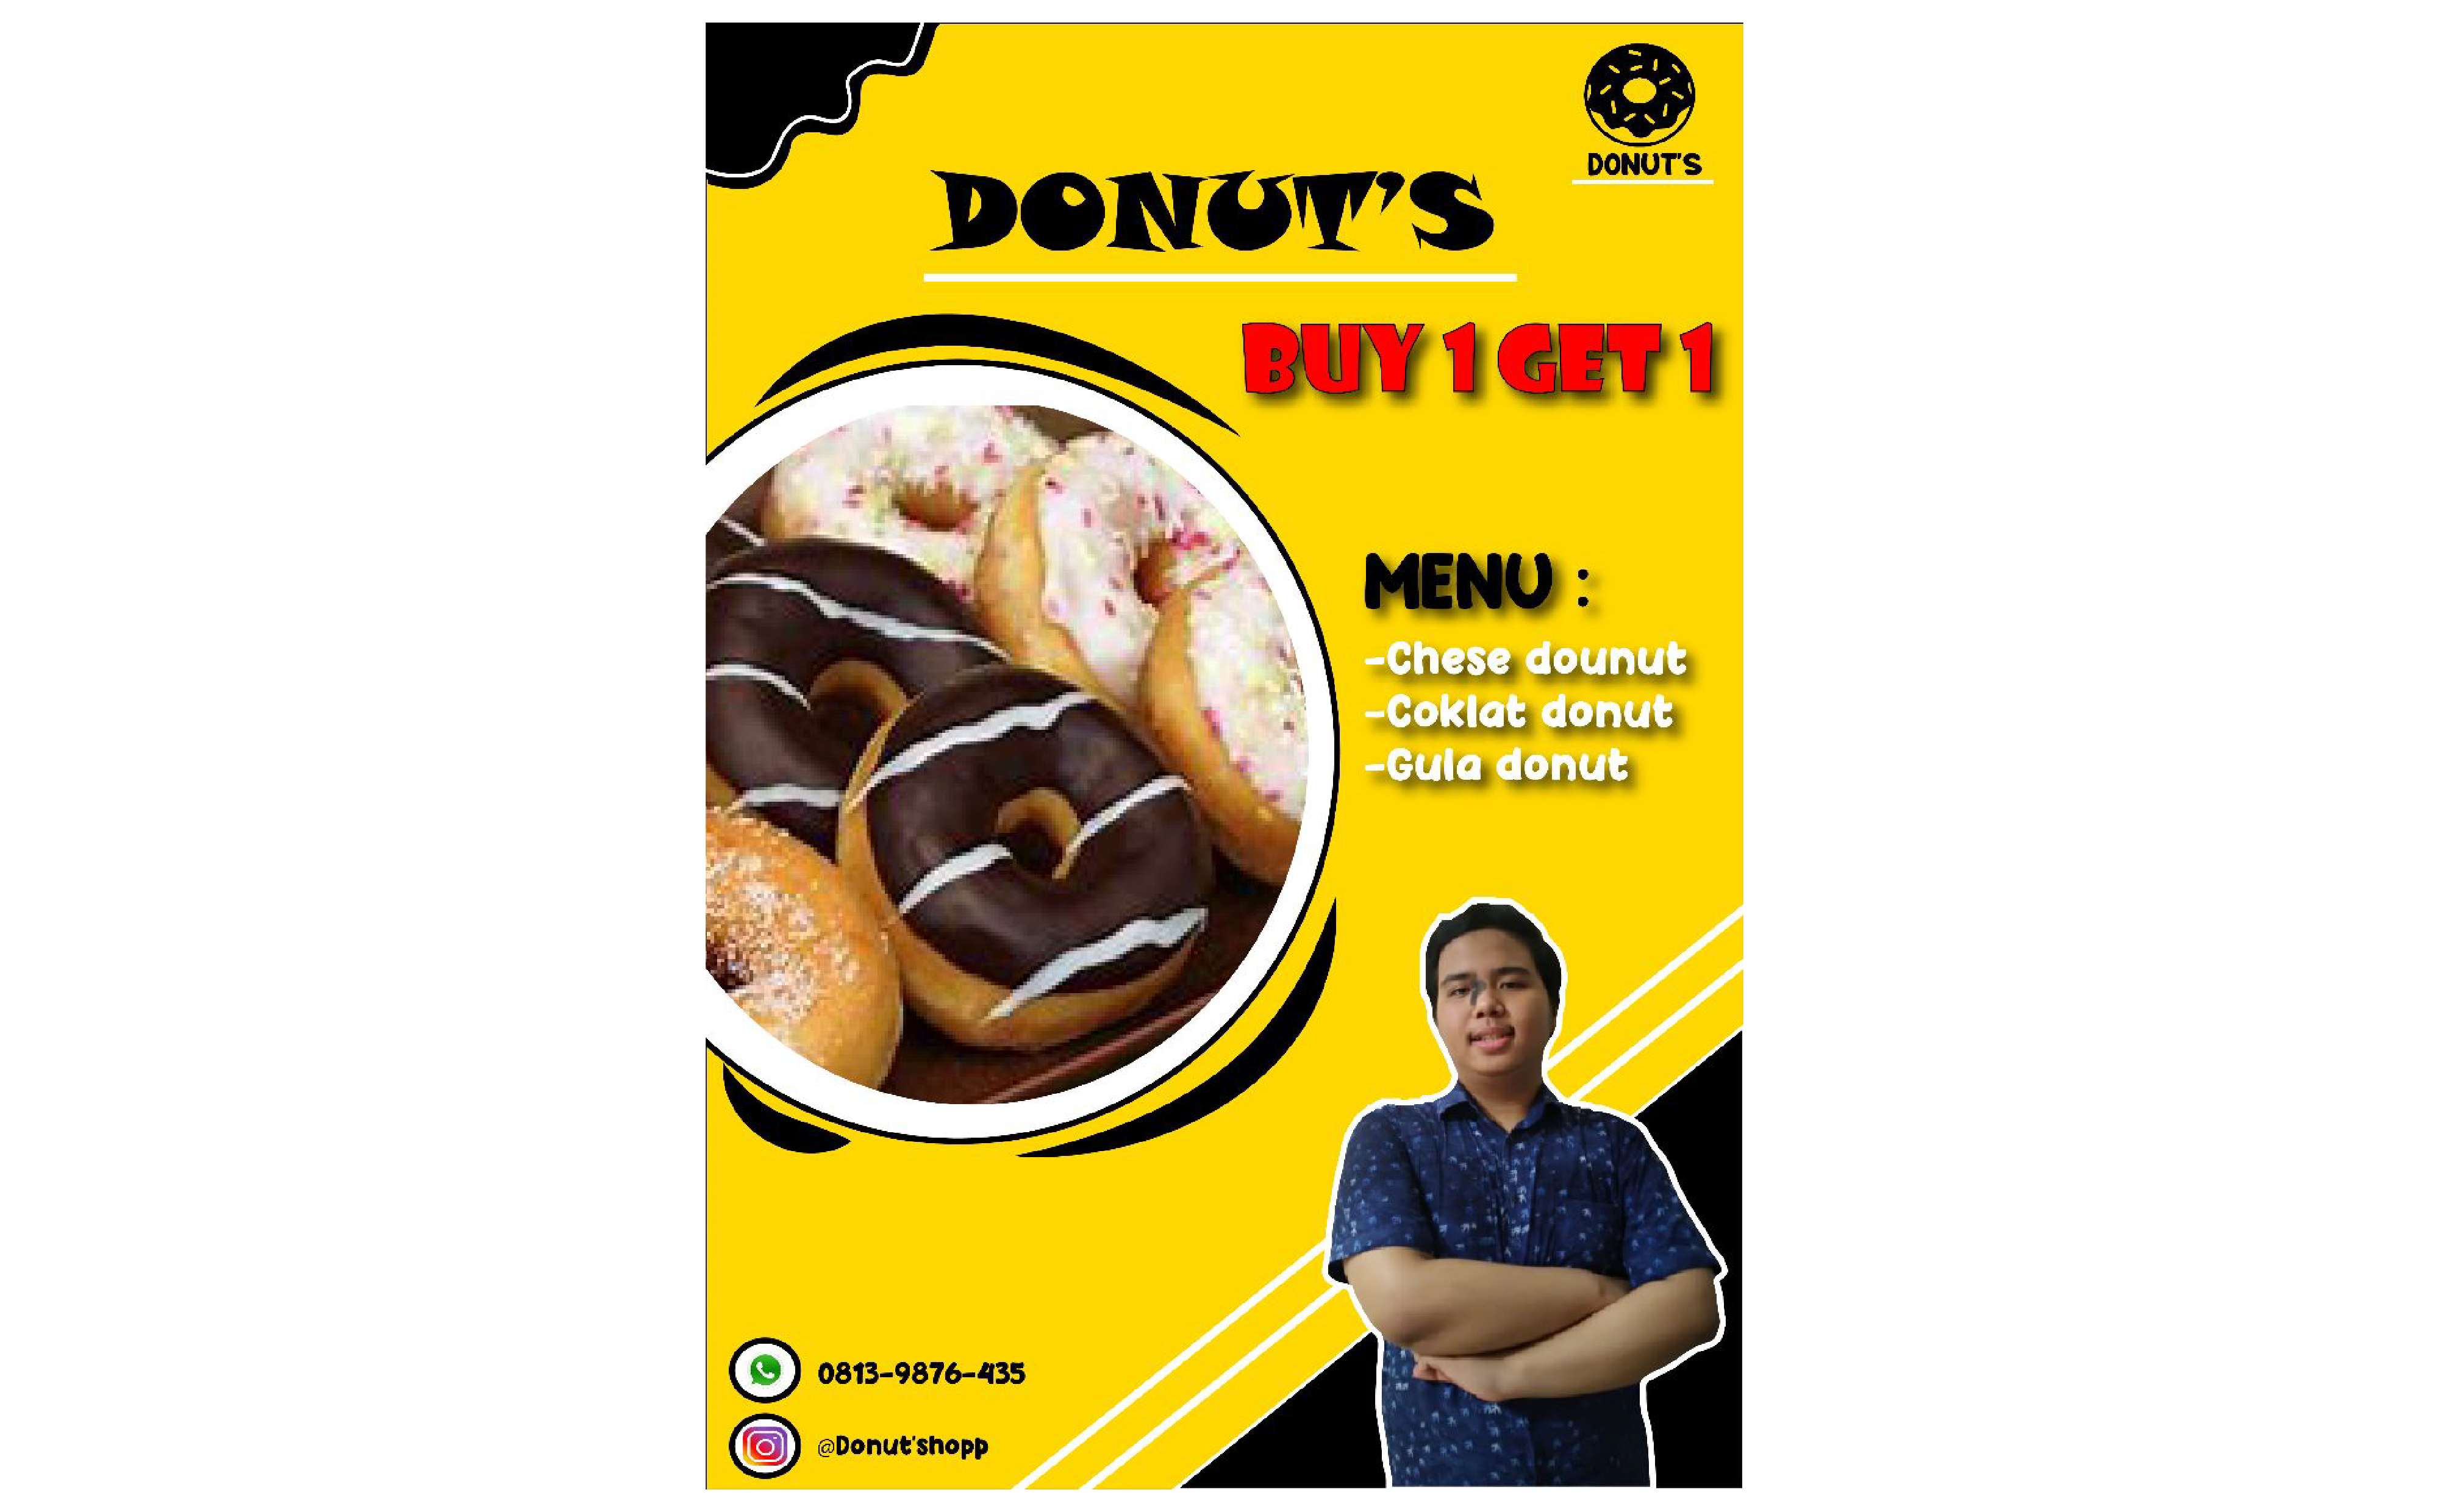 DONUT'S
DONUT'S
BUY 1 GET 1
MENU :
-Chese dounut
-Coklat donut
-Gula donut
0813-9876-435
@Donut'shopp